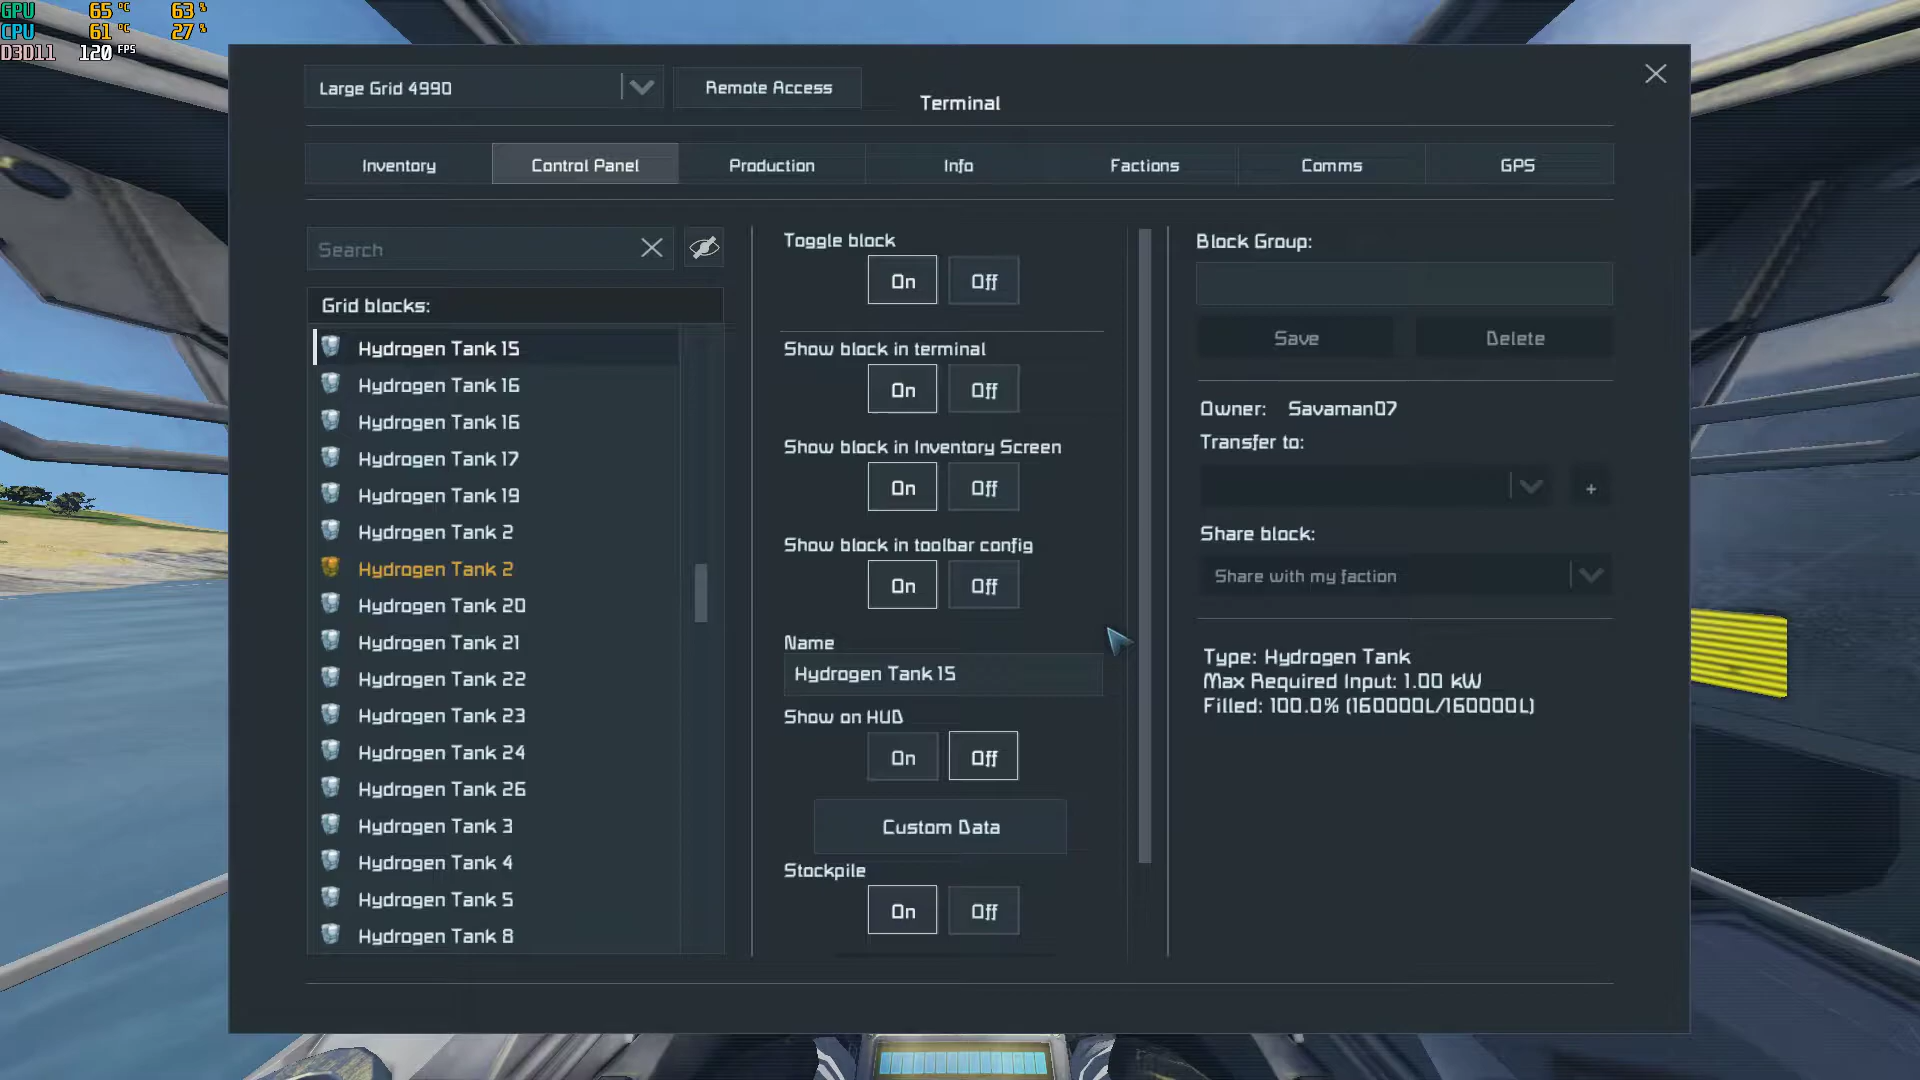 GPU 65 °C 63 %
CPU 61 °C 27 %
D3D11 120 FPS
Large Grid 4990
Remote Access
Terminal
Inventory
Control Panel
Production
Info
Factions
Comms
GPS
Search
Grid blocks:
Hydrogen Tank 15
Hydrogen Tank 16
Hydrogen Tank 16
Hydrogen Tank 17
Hydrogen Tank 19
Hydrogen Tank 2
Hydrogen Tank 2
Hydrogen Tank 20
Hydrogen Tank 21
Hydrogen Tank 22
Hydrogen Tank 23
Hydrogen Tank 24
Hydrogen Tank 26
Hydrogen Tank 3
Hydrogen Tank 4
Hydrogen Tank 5
Hydrogen Tank 8
Toggle block
On Off
Show block in terminal
On Off
Show block in Inventory Screen
On Off
Show block in toolbar config
On Off
Name
Hydrogen Tank 15
Show on HUD
On Off
Custom Data
Stockpile
On Off
Block Group:
Save
Delete
Owner: Savaman07
Transfer to:
+
Share block:
Share with my faction
Type: Hydrogen Tank
Max Required Input: 1.00 kW
Filled: 100.0% (160000L/160000L)